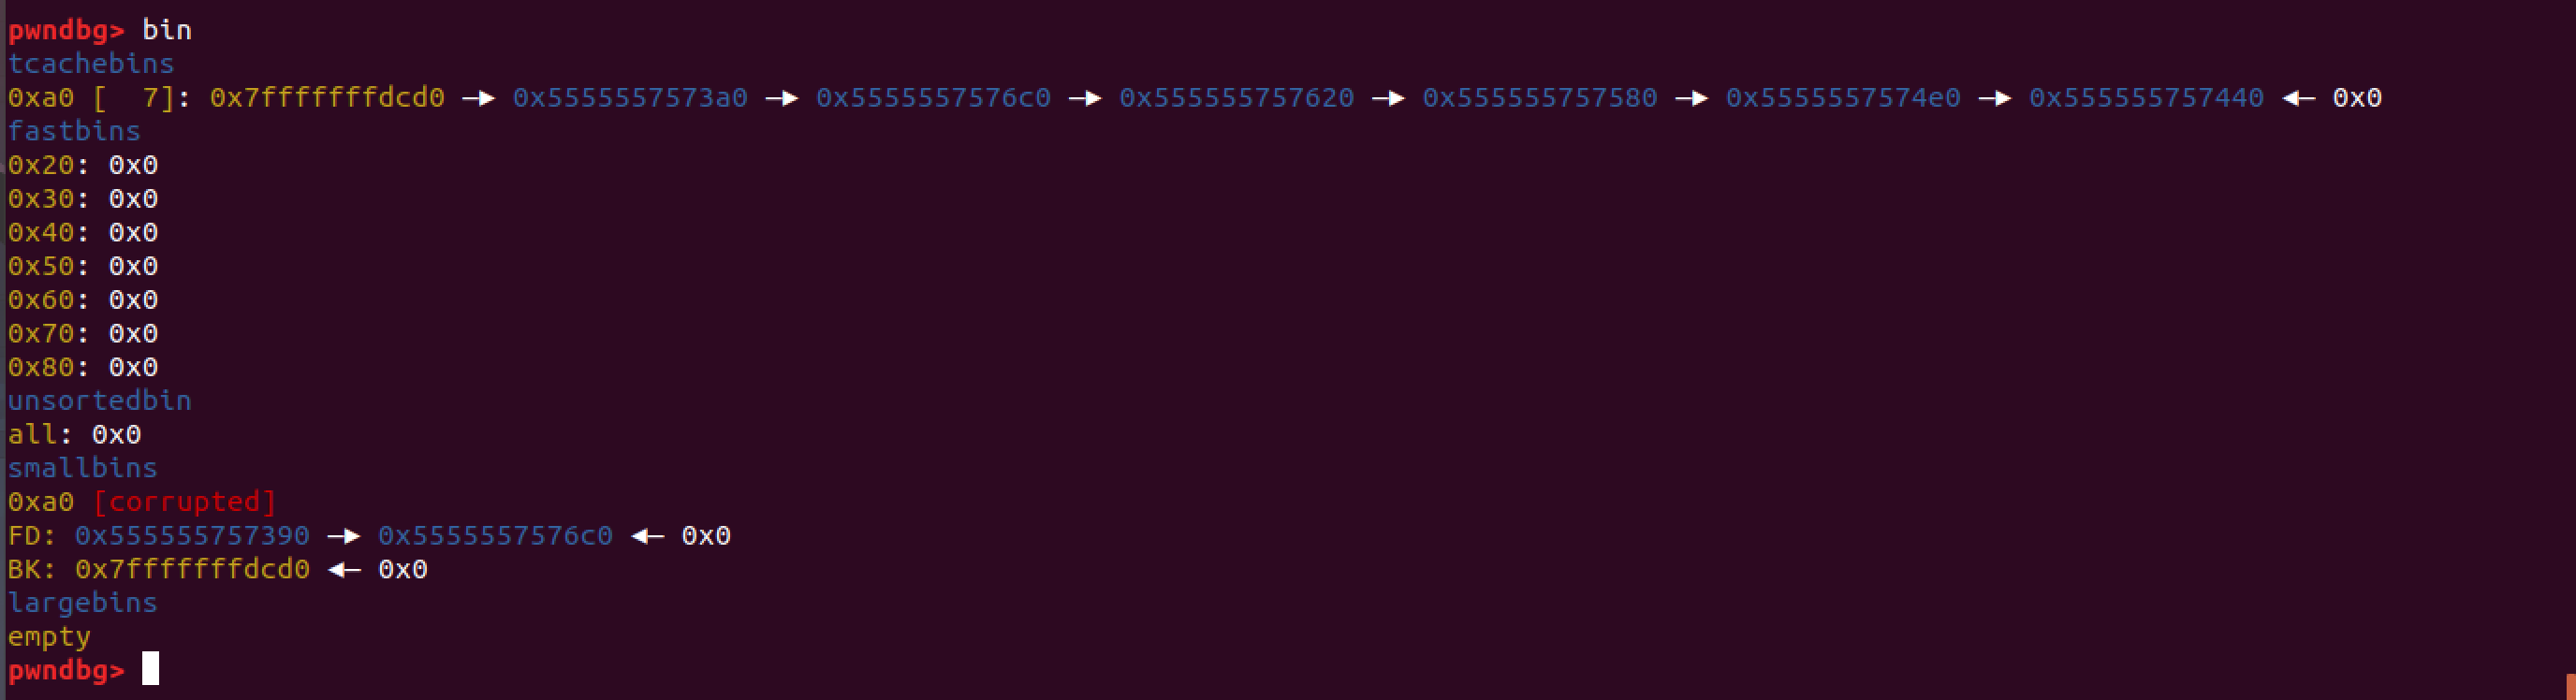 pwndbg> bin
tcachebins
0xa0 [  7]: 0x7fffffffdcd0 —▸ 0x5555557573a0 —▸ 0x5555557576c0 —▸ 0x555555757620 —▸ 0x555555757580 —▸ 0x5555557574e0 —▸ 0x555555757440 ◂— 0x0
fastbins
0x20: 0x0
0x30: 0x0
0x40: 0x0
0x50: 0x0
0x60: 0x0
0x70: 0x0
0x80: 0x0
unsortedbin
all: 0x0
smallbins
0xa0 [corrupted]
FD: 0x555555757390 —▸ 0x5555557576c0 ◂— 0x0
BK: 0x7fffffffdcd0 ◂— 0x0
largebins
empty
pwndbg>